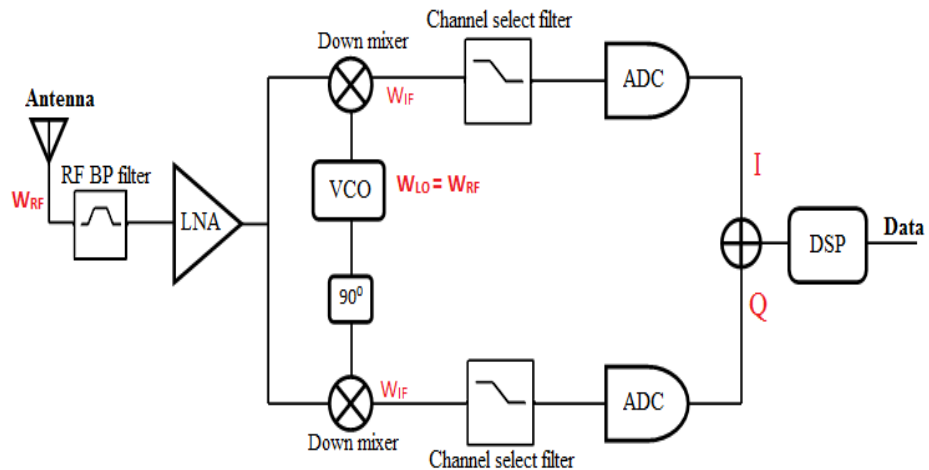 Channel select filter
Down mixer
ADC
W_IF
Antenna
RF BP filter
W_RF
LNA
VCO
W_LO = W_RF
I
DSP
Data
90⁰
Q
W_IF
ADC
Down mixer
Channel select filter